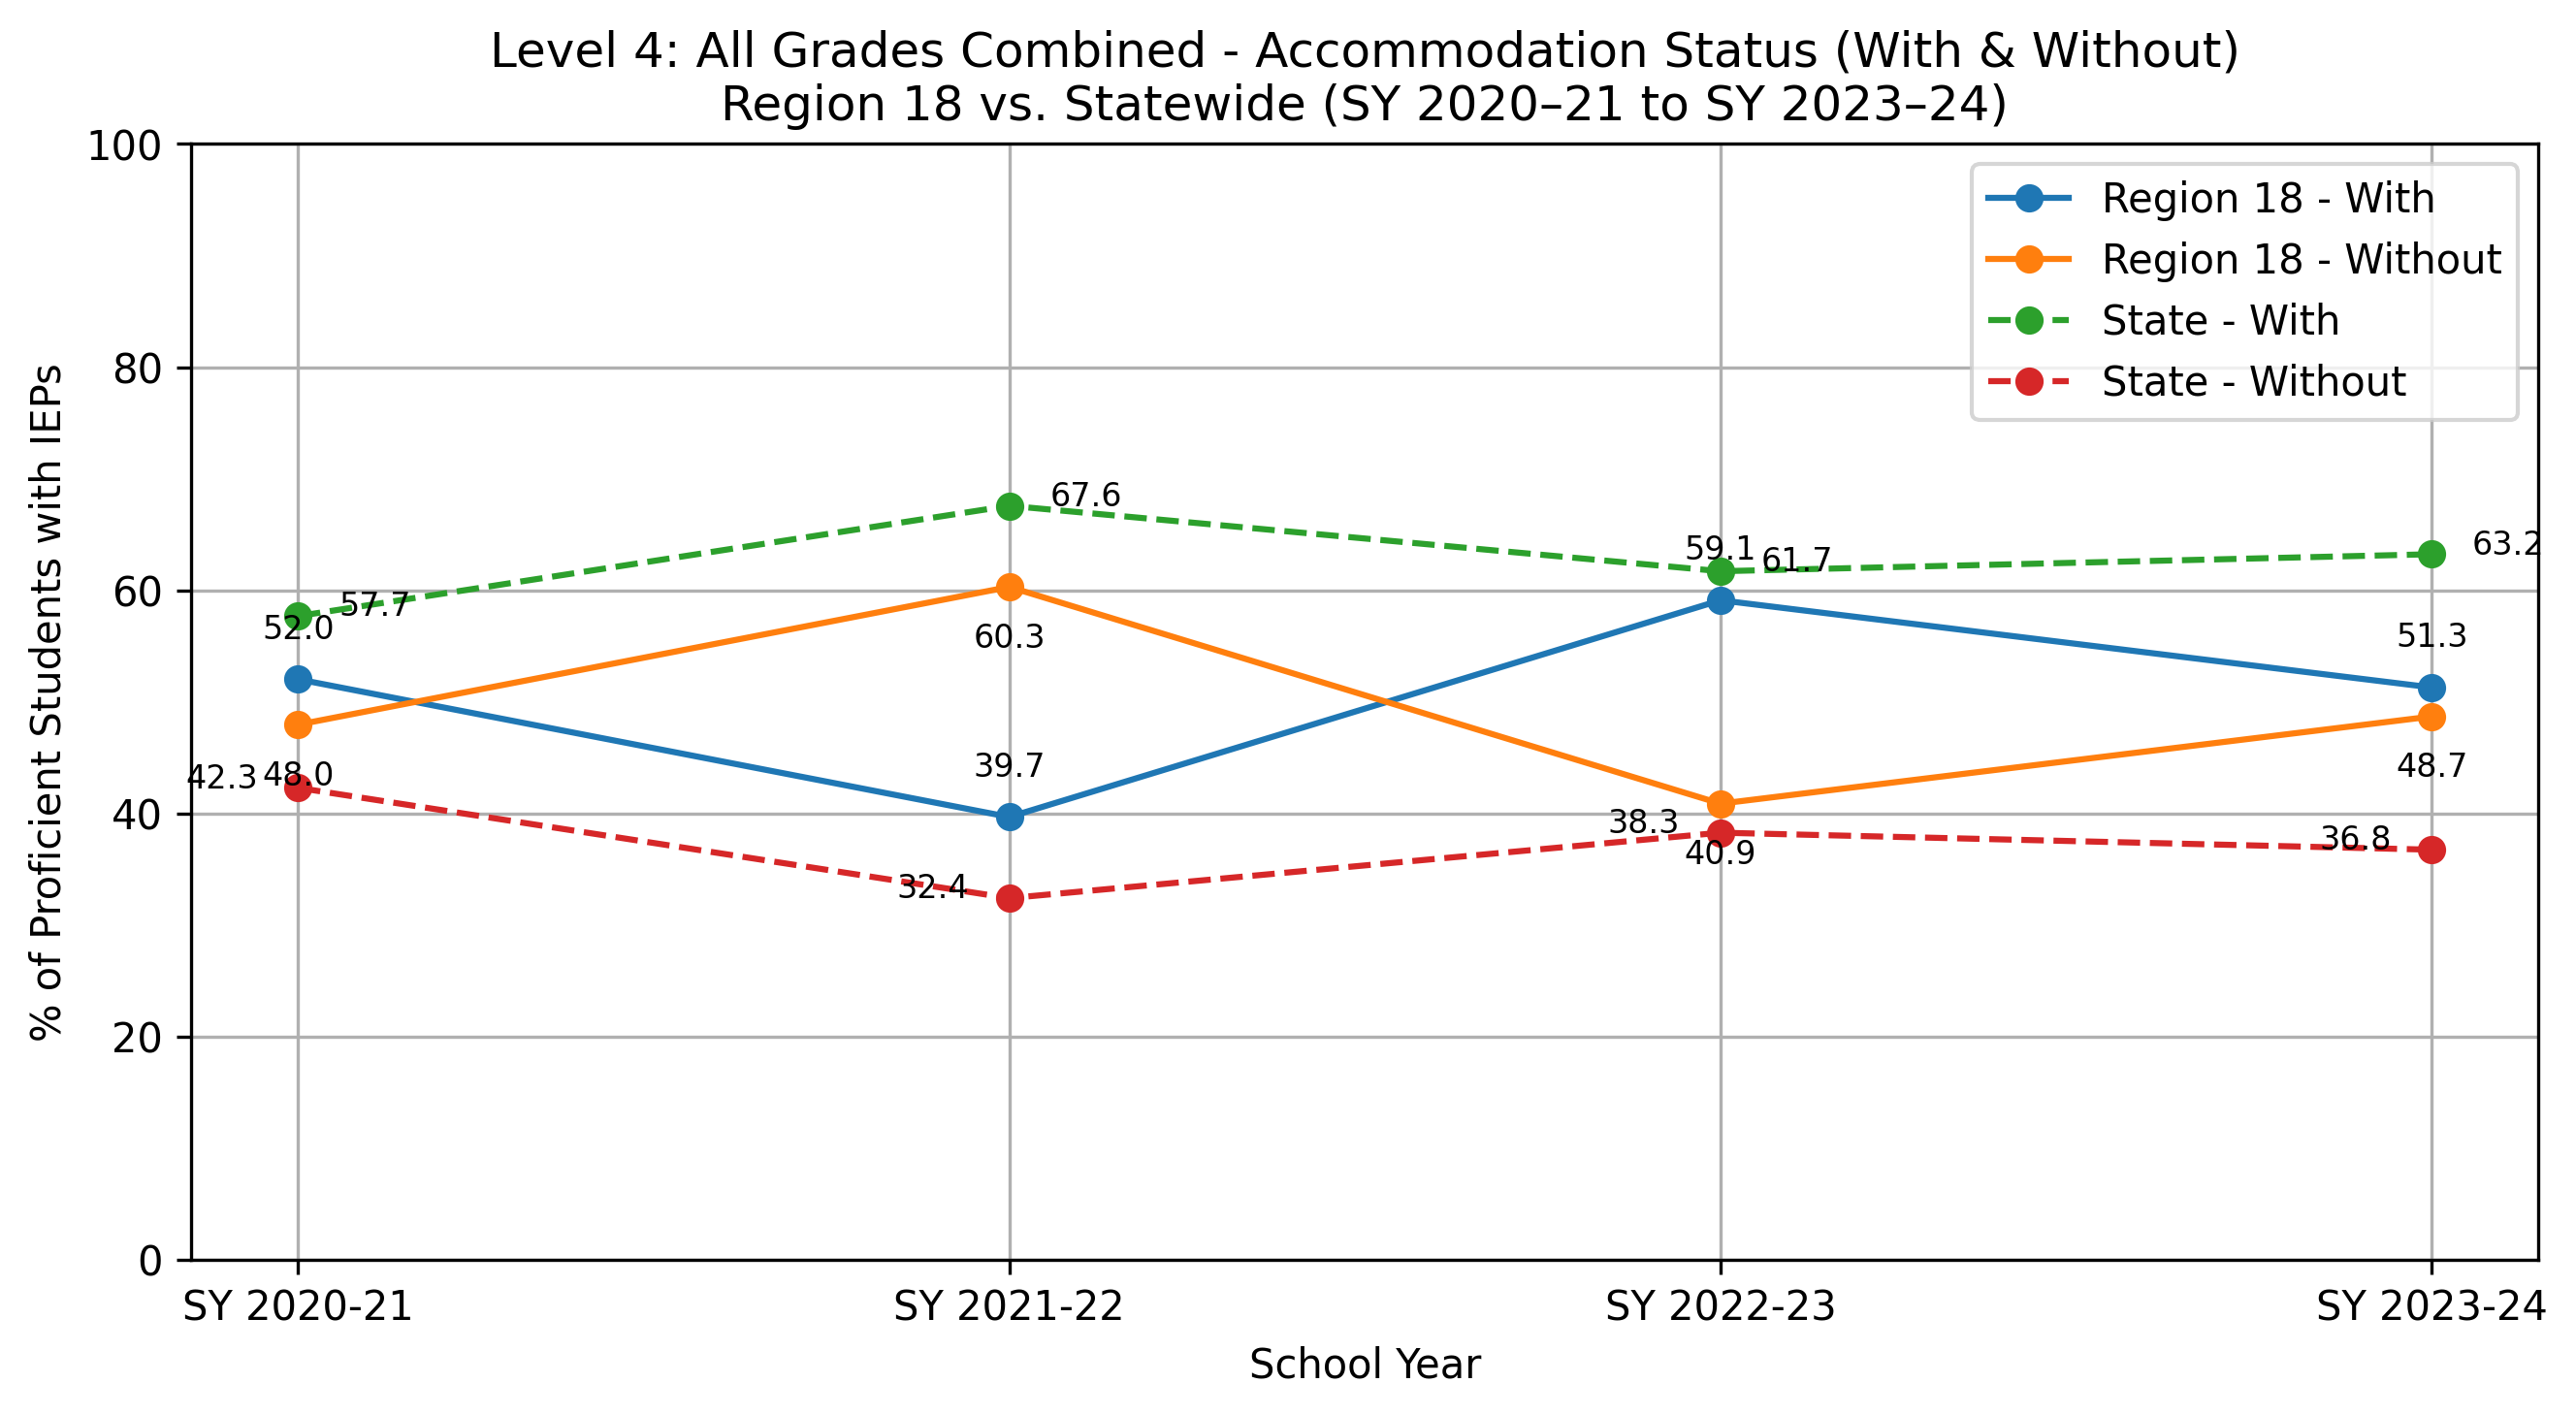 Level 4: All Grades Combined - Accommodation Status (With & Without)
Region 18 vs. Statewide (SY 2020–21 to SY 2023–24)
% of Proficient Students with IEPs
100
80
60
40
20
0
Region 18 - With
Region 18 - Without
State - With
State - Without
67.6
59.1
61.7
63.2
57.7
52.0
60.3
51.3
42.3
48.0
39.7
48.7
38.3
40.9
36.8
32.4
SY 2020-21
SY 2021-22
SY 2022-23
SY 2023-24
School Year